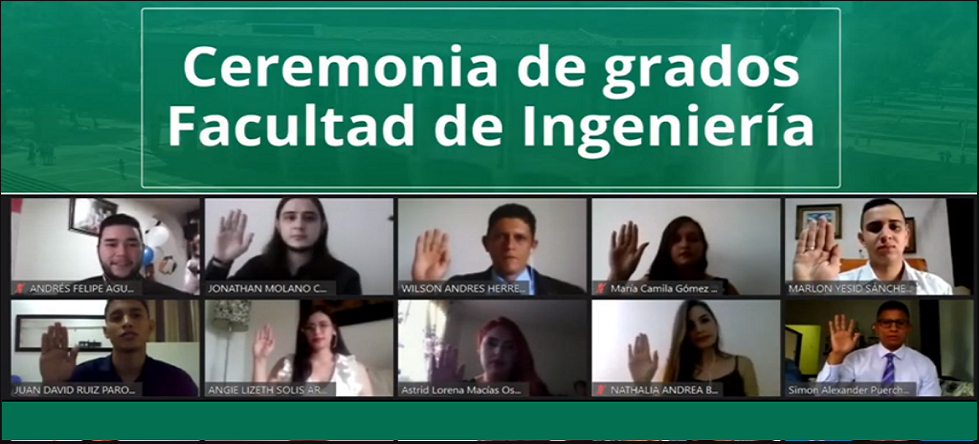 Ceremonia de grados
Facultad de Ingeniería
ANDRÉS FELIPE AGU...
JONATHAN MOLANO C...
WILSON ANDRES HERRE...
María Camila Gómez ...
MARLON YESID SÁNCHE...
JUAN DAVID RUIZ PARO...
ANGIE LIZETH SOLIS AR...
Astrid Lorena Macías Os...
NATHALIA ANDREA B...
Simon Alexander Puerch...